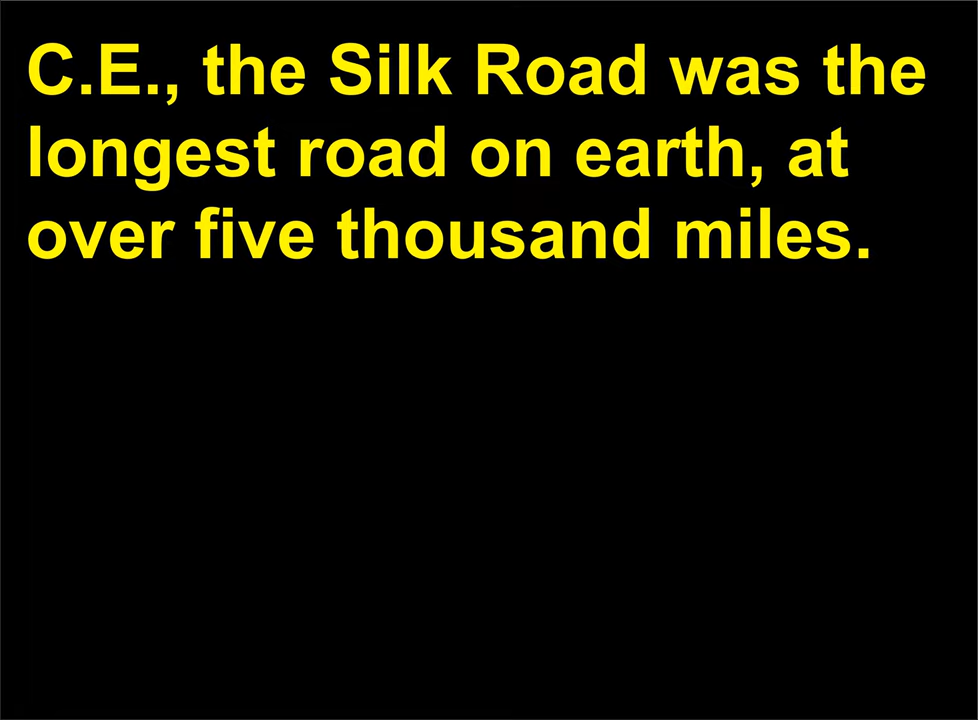 C.E., the Silk Road was the
longest road on earth, at
over five thousand miles.